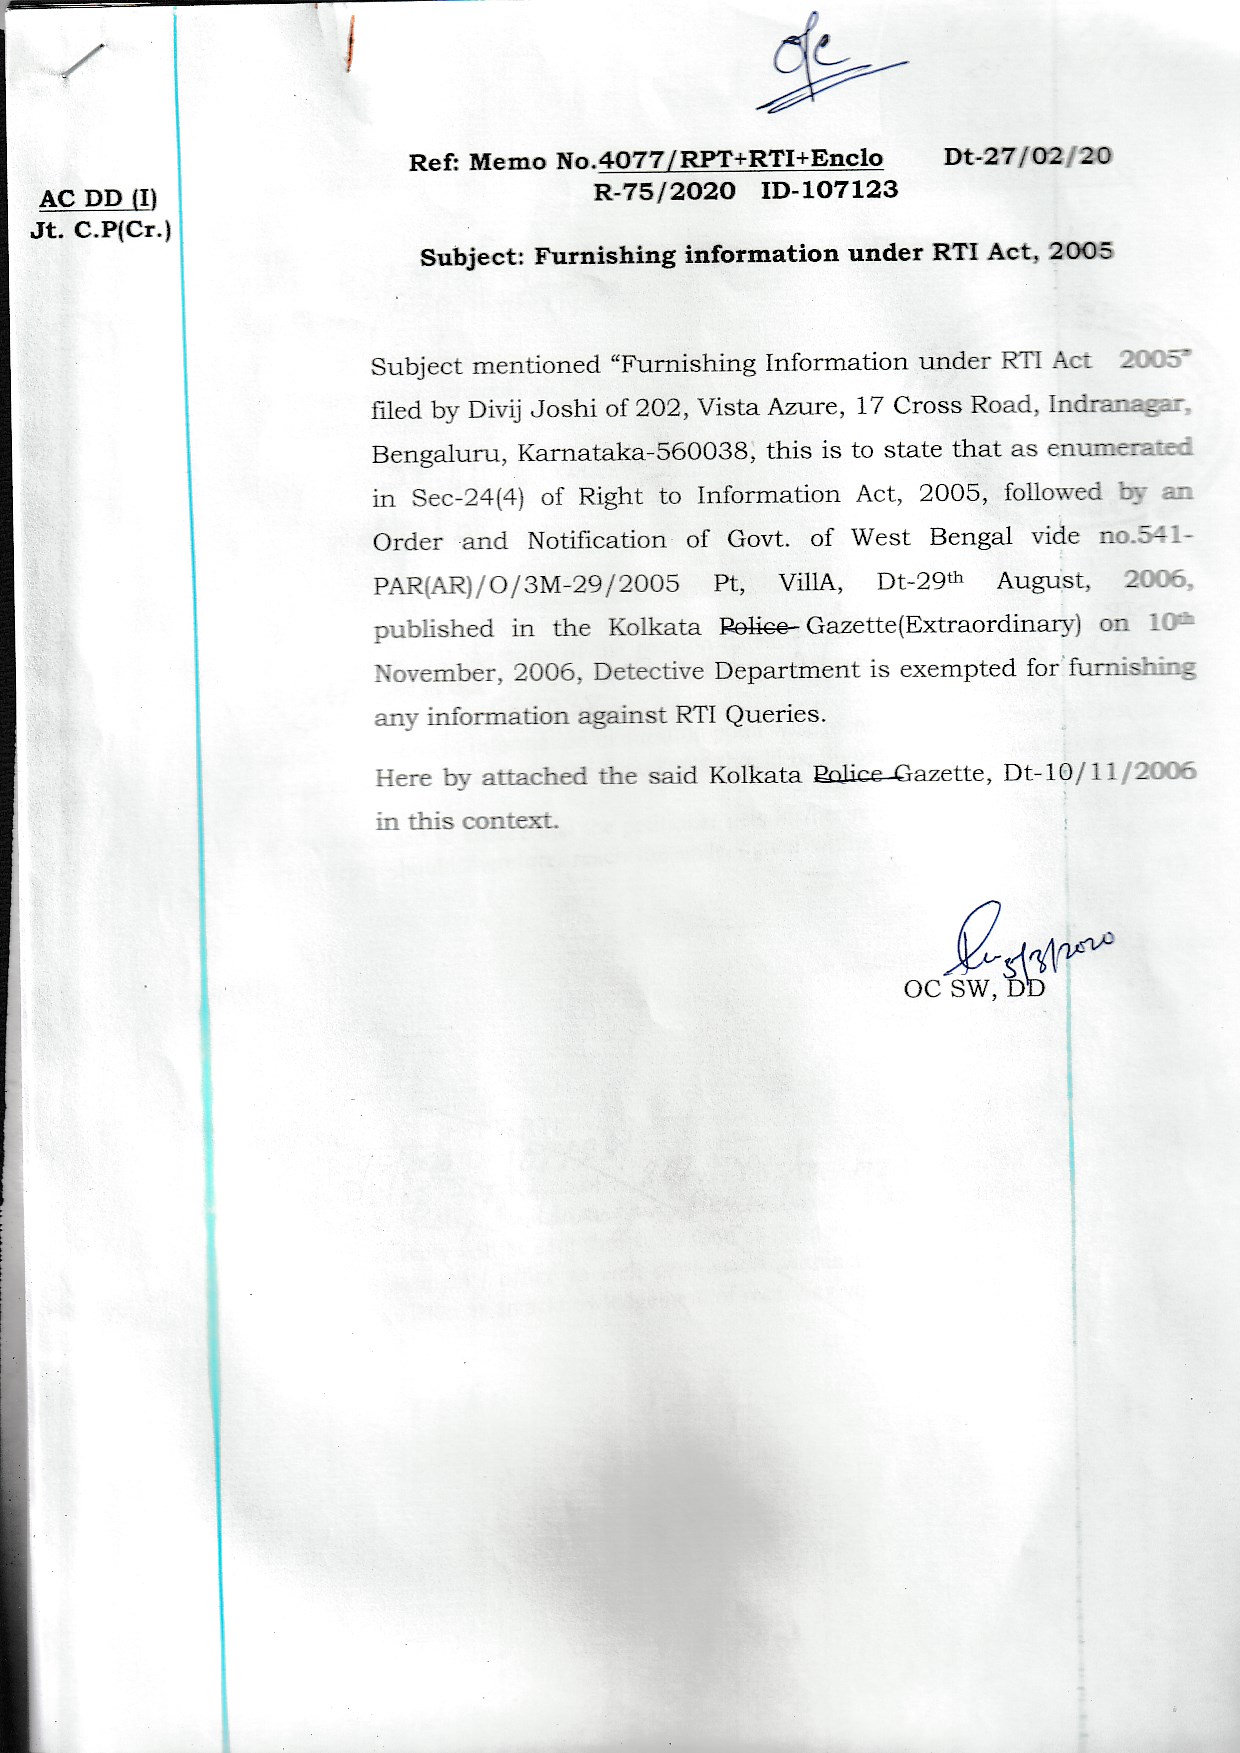 o/c
Ref: Memo No.4077/RPT+RTI+Enclo Dt-27/02/20
R-75/2020 ID-107123
AC DD (I)
Jt. C.P(Cr.)
Subject: Furnishing information under RTI Act, 2005
Subject mentioned “Furnishing Information under RTI Act 2005”
filed by Divij Joshi of 202, Vista Azure, 17 Cross Road, Indranagar,
Bengaluru, Karnataka-560038, this is to state that as enumerated
in Sec-24(4) of Right to Information Act, 2005, followed by an
Order and Notification of Govt. of West Bengal vide no.541-
PAR(AR)/O/3M-29/2005 Pt, VillA, Dt-29th August, 2006,
published in the Kolkata Police Gazette(Extraordinary) on 10th
November, 2006, Detective Department is exempted for furnishing
any information against RTI Queries.
Here by attached the said Kolkata Police Gazette, Dt-10/11/2006
in this context.
5/3/2020
OC SW, DD